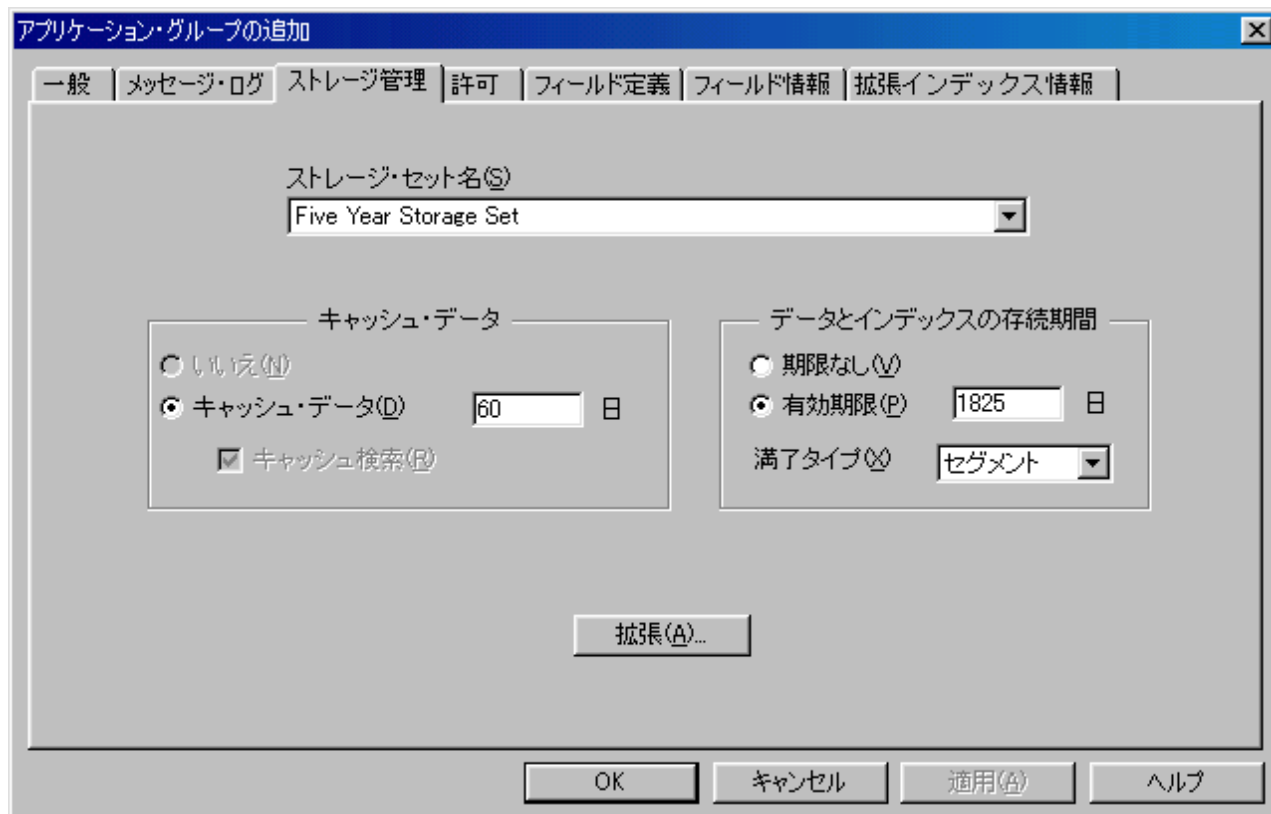 アプリケーション・グループの追加
一般 メッセージ・ログ ストレージ管理 許可 フィールド定義 フィールド情報 拡張インデックス情報
ストレージ・セット名(S)
Five Year Storage Set
キャッシュ・データ
いいえ(N)
キャッシュ・データ(D) 60 日
キャッシュ検索(R)
データとインデックスの存続期間
期限なし(V)
有効期限(P) 1825 日
満了タイプ(X) セグメント
拡張(A)...
OK キャンセル 適用(A) ヘルプ